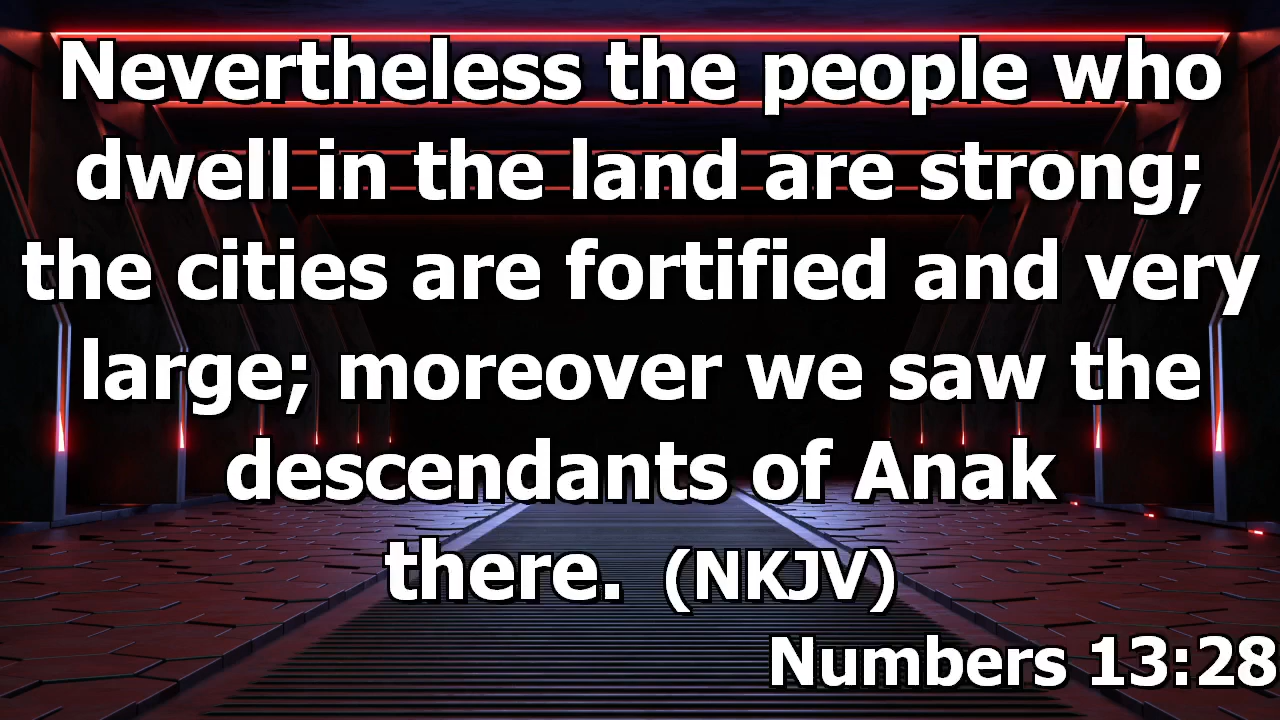 Nevertheless the people who
dwell in the land are strong;
the cities are fortified and very
large; moreover we saw the
descendants of Anak
there. (NKJV)
Numbers 13:28